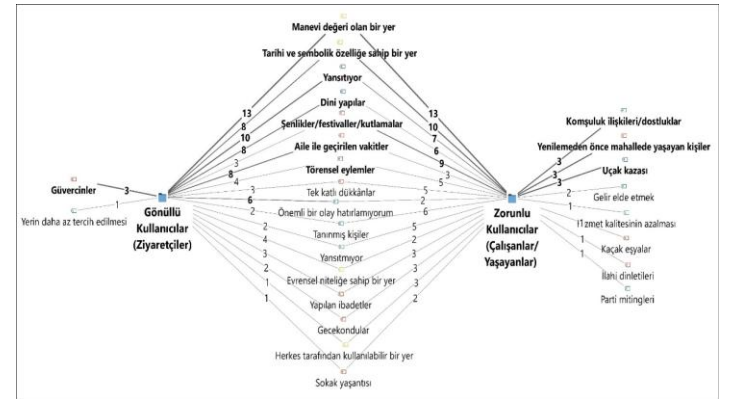 Manevi değeri olan bir yer
Tarihi ve sembolik özelliğe sahip bir yer
Yansıtıyor
Dini yapılar
Şenlikler/festivaller/kutlamalar
Aile ile geçirilen vakitler
Törensel eylemler
Tek katlı dükkânlar
Önemli bir olay hatırlamıyorum
Tanınmış kişiler
Yansıtmıyor
Evrensel niteliğe sahip bir yer
Yapılan ibadetler
Gecekondular
Herkes tarafından kullanılabilir bir yer
Sokak yaşantısı
Güvercinler
3
Yerin daha az tercih edilmesi
1
Gönüllü
Kullanıcılar
(Ziyaretçiler)
13
8
10
8
3
8
4
3
6
2
2
4
3
2
1
1
13
10
7
6
9
3
5
5
2
6
5
2
3
3
3
2
Zorunlu
Kullanıcılar
(Çalışanlar/
Yaşayanlar)
3
3
3
2
1
1
1
1
Komşuluk ilişkileri/dostluklar
Yenilemeden önce mahallede yaşayan kişiler
Uçak kazası
Gelir elde etmek
kalitesinin azalması
Kaçak eşyalar
İlahi dinletileri
Parti mitingleri